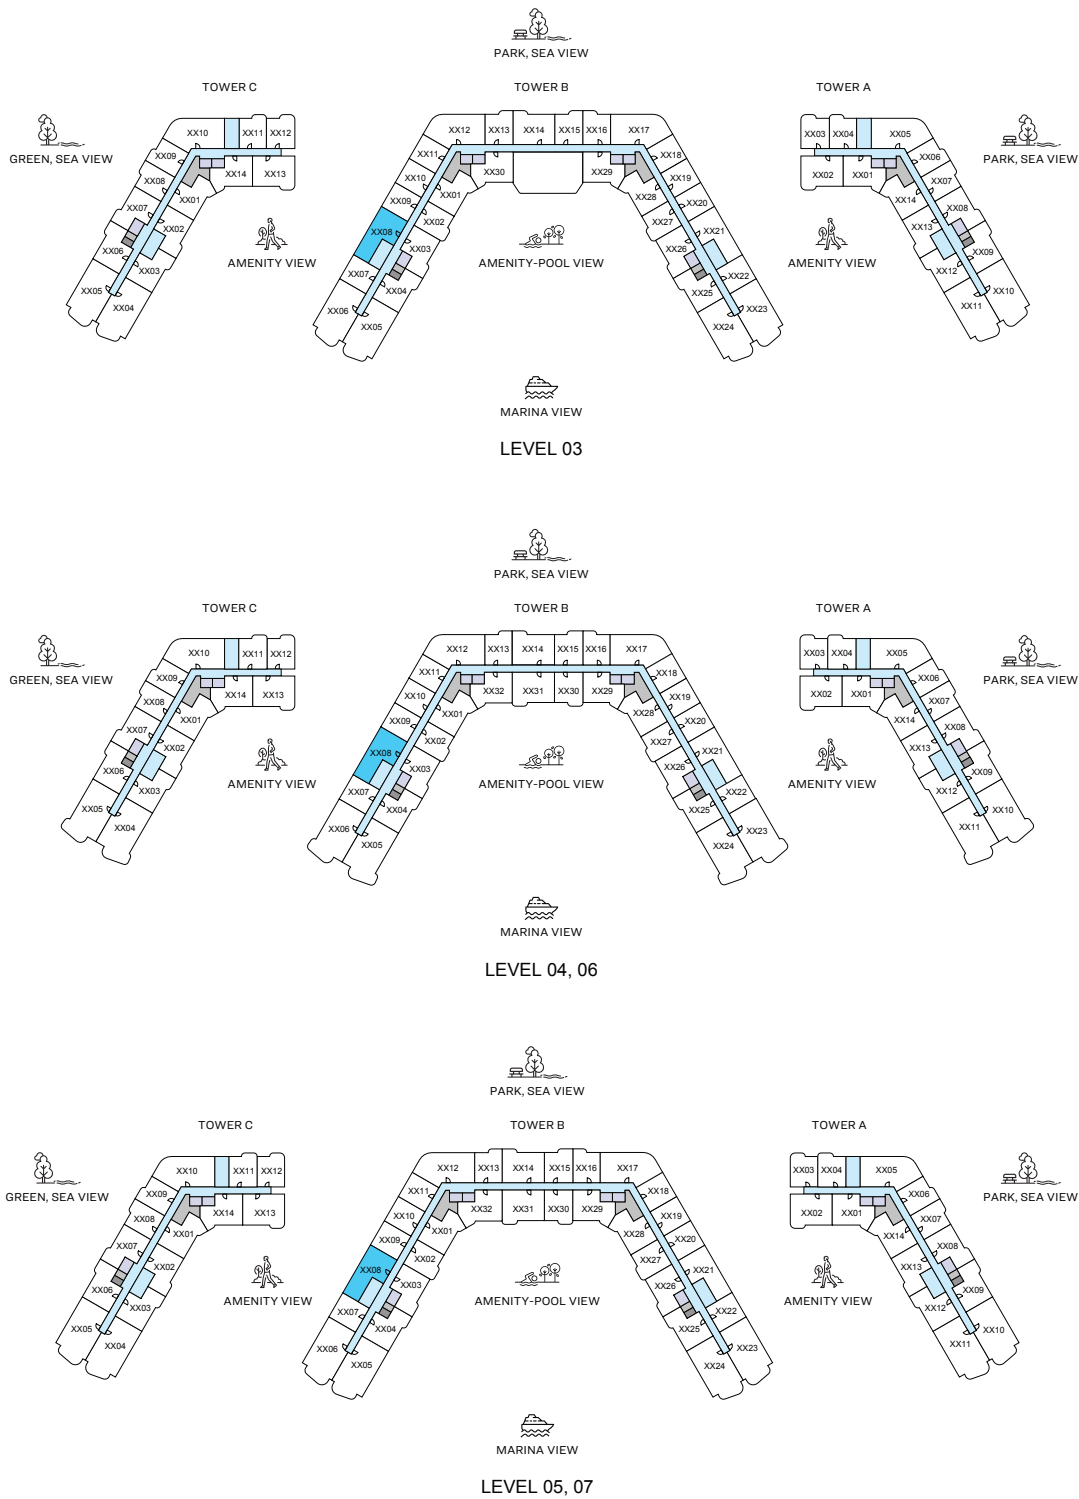 PARK, SEA VIEW
TOWER C
TOWER B
TOWER A
GREEN, SEA VIEW
PARK, SEA VIEW
XX10 XX11 XX12
XX09
XX08
XX07
XX06
XX05
XX04
XX03
XX02
XX01
XX14 XX13
AMENITY VIEW
XX12 XX13 XX14 XX15 XX16 XX17
XX11
XX10
XX09
XX08
XX07
XX06
XX05
XX04
XX03
XX02
XX01
XX30
XX29
XX18
XX19
XX20
XX21
XX22
XX23
XX24
XX25
XX26
XX27
XX28
AMENITY-POOL VIEW
XX03 XX04 XX05
XX02 XX01
XX06
XX07
XX08
XX09
XX10
XX11
XX12
XX13
XX14
AMENITY VIEW
MARINA VIEW
LEVEL 03
PARK, SEA VIEW
TOWER C
TOWER B
TOWER A
GREEN, SEA VIEW
PARK, SEA VIEW
XX10 XX11 XX12
XX09
XX08
XX07
XX06
XX05
XX04
XX03
XX02
XX01
XX14 XX13
AMENITY VIEW
XX12 XX13 XX14 XX15 XX16 XX17
XX11
XX10
XX09
XX08
XX07
XX06
XX05
XX04
XX03
XX02
XX01
XX32 XX31 XX30 XX29
XX18
XX19
XX20
XX21
XX22
XX23
XX24
XX25
XX26
XX27
XX28
AMENITY-POOL VIEW
XX03 XX04 XX05
XX02 XX01
XX06
XX07
XX08
XX09
XX10
XX11
XX12
XX13
XX14
AMENITY VIEW
MARINA VIEW
LEVEL 04, 06
PARK, SEA VIEW
TOWER C
TOWER B
TOWER A
GREEN, SEA VIEW
PARK, SEA VIEW
XX10 XX11 XX12
XX09
XX08
XX07
XX06
XX05
XX04
XX03
XX02
XX01
XX14 XX13
AMENITY VIEW
XX12 XX13 XX14 XX15 XX16 XX17
XX11
XX10
XX09
XX08
XX07
XX06
XX05
XX04
XX03
XX02
XX01
XX32 XX31 XX30 XX29
XX18
XX19
XX20
XX21
XX22
XX23
XX24
XX25
XX26
XX27
XX28
AMENITY-POOL VIEW
XX03 XX04 XX05
XX02 XX01
XX06
XX07
XX08
XX09
XX10
XX11
XX12
XX13
XX14
AMENITY VIEW
MARINA VIEW
LEVEL 05, 07